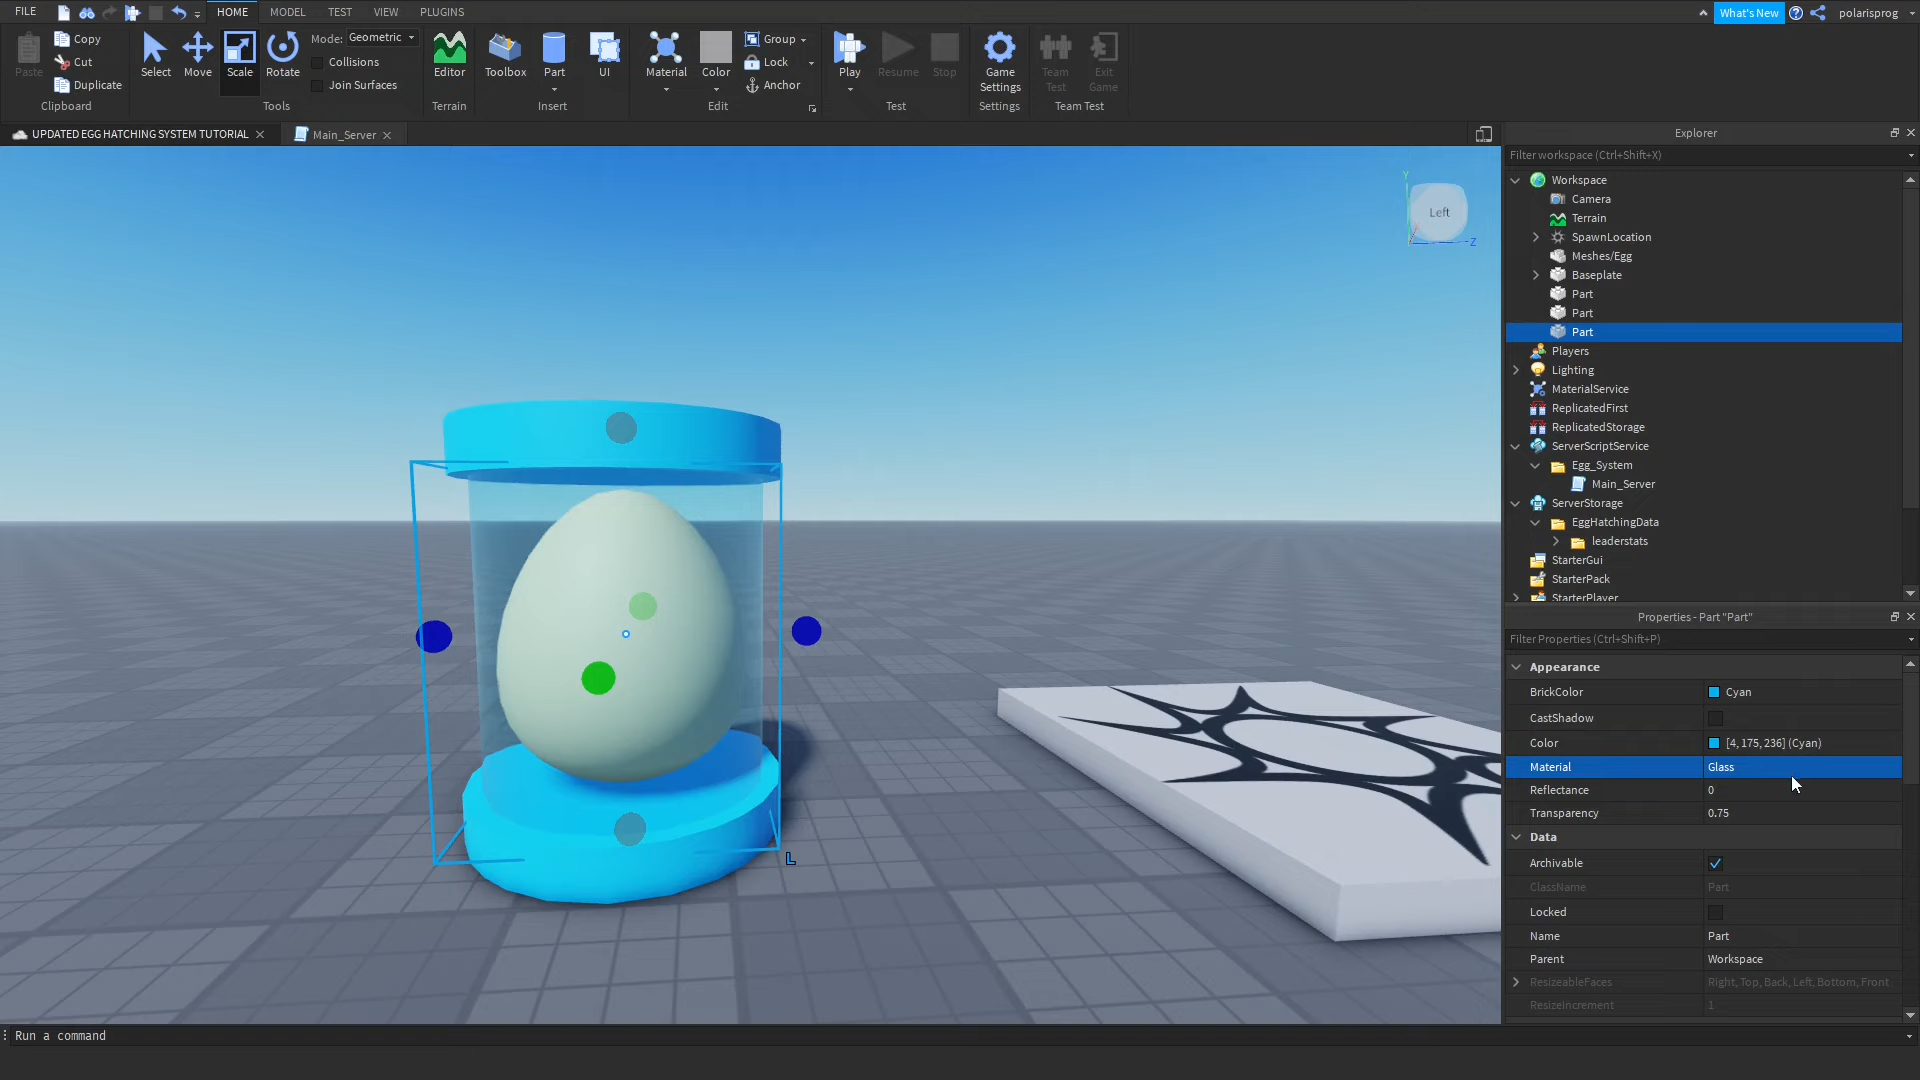 FILE HOME MODEL TEST VIEW PLUGINS What's New polarisprog
Paste Copy Cut Duplicate Clipboard
Select Move Scale Rotate Mode: Geometric Collisions Join Surfaces Tools
Editor Terrain
Toolbox Part UI Insert
Material Color Group Lock Anchor Edit
Play Resume Stop Test
Game Settings Settings
Team Test Exit Game Team Test
UPDATED EGG HATCHING SYSTEM TUTORIAL Main_Server
Left
Y
Z
L
Explorer
Filter workspace (Ctrl+Shift+X)
Workspace
Camera
Terrain
SpawnLocation
Meshes/Egg
Baseplate
Part
Part
Part
Players
Lighting
MaterialService
ReplicatedFirst
ReplicatedStorage
ServerScriptService
Egg_System
Main_Server
ServerStorage
EggHatchingData
leaderstats
StarterGui
StarterPack
StarterPlayer
Properties - Part "Part"
Filter Properties (Ctrl+Shift+P)
Appearance
BrickColor Cyan
CastShadow
Color [4, 175, 236] (Cyan)
Material Glass
Reflectance 0
Transparency 0.75
Data
Archivable
ClassName Part
Locked
Name Part
Parent Workspace
ResizeableFaces Right, Top, Back, Left, Bottom, Front
ResizeIncrement 1
Run a command